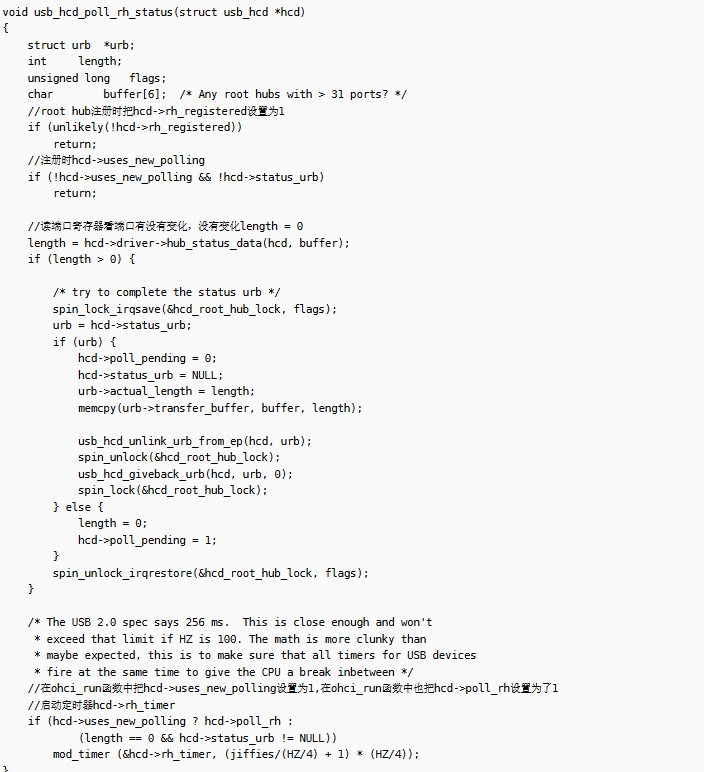 void usb_hcd_poll_rh_status(struct usb_hcd *hcd)
{
    struct urb  *urb;
    int     length;
    unsigned long   flags;
    char        buffer[6];  /* Any root hubs with > 31 ports? */
    //root hub注册时把hcd->rh_registered设置为1
    if (unlikely(!hcd->rh_registered))
        return;
    //注册时hcd->uses_new_polling
    if (!hcd->uses_new_polling && !hcd->status_urb)
        return;

    //读端口寄存器看端口有没有变化，没有变化length = 0
    length = hcd->driver->hub_status_data(hcd, buffer);
    if (length > 0) {

        /* try to complete the status urb */
        spin_lock_irqsave(&hcd_root_hub_lock, flags);
        urb = hcd->status_urb;
        if (urb) {
            hcd->poll_pending = 0;
            hcd->status_urb = NULL;
            urb->actual_length = length;
            memcpy(urb->transfer_buffer, buffer, length);

            usb_hcd_unlink_urb_from_ep(hcd, urb);
            spin_unlock(&hcd_root_hub_lock);
            usb_hcd_giveback_urb(hcd, urb, 0);
            spin_lock(&hcd_root_hub_lock);
        } else {
            length = 0;
            hcd->poll_pending = 1;
        }
        spin_unlock_irqrestore(&hcd_root_hub_lock, flags);
    }

    /* The USB 2.0 spec says 256 ms.  This is close enough and won't
     * exceed that limit if HZ is 100. The math is more clunky than
     * maybe expected, this is to make sure that all timers for USB devices
     * fire at the same time to give the CPU a break inbetween */
    //在ohci_run函数中把hcd->uses_new_polling设置为1,在ohci_run函数中也把hcd->poll_rh设置为了1
    //启动定时器hcd->rh_timer
    if (hcd->uses_new_polling ? hcd->poll_rh :
            (length == 0 && hcd->status_urb != NULL))
        mod_timer (&hcd->rh_timer, (jiffies/(HZ/4) + 1) * (HZ/4));
}